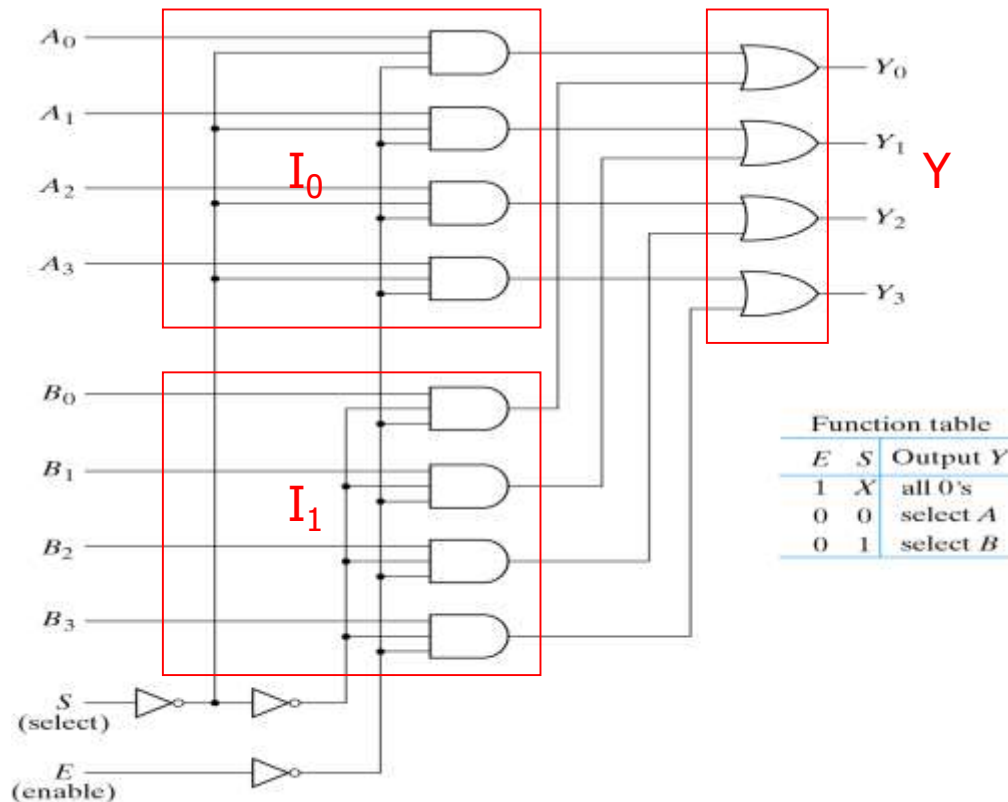 A₀
Y₀
A₁
Y₁
I₀
Y
A₂
Y₂
A₃
Y₃
B₀
Function table
E S Output Y
B₁
1 X all 0's
I₁
0 0 select A
B₂
0 1 select B
B₃
S
(select)
E
(enable)